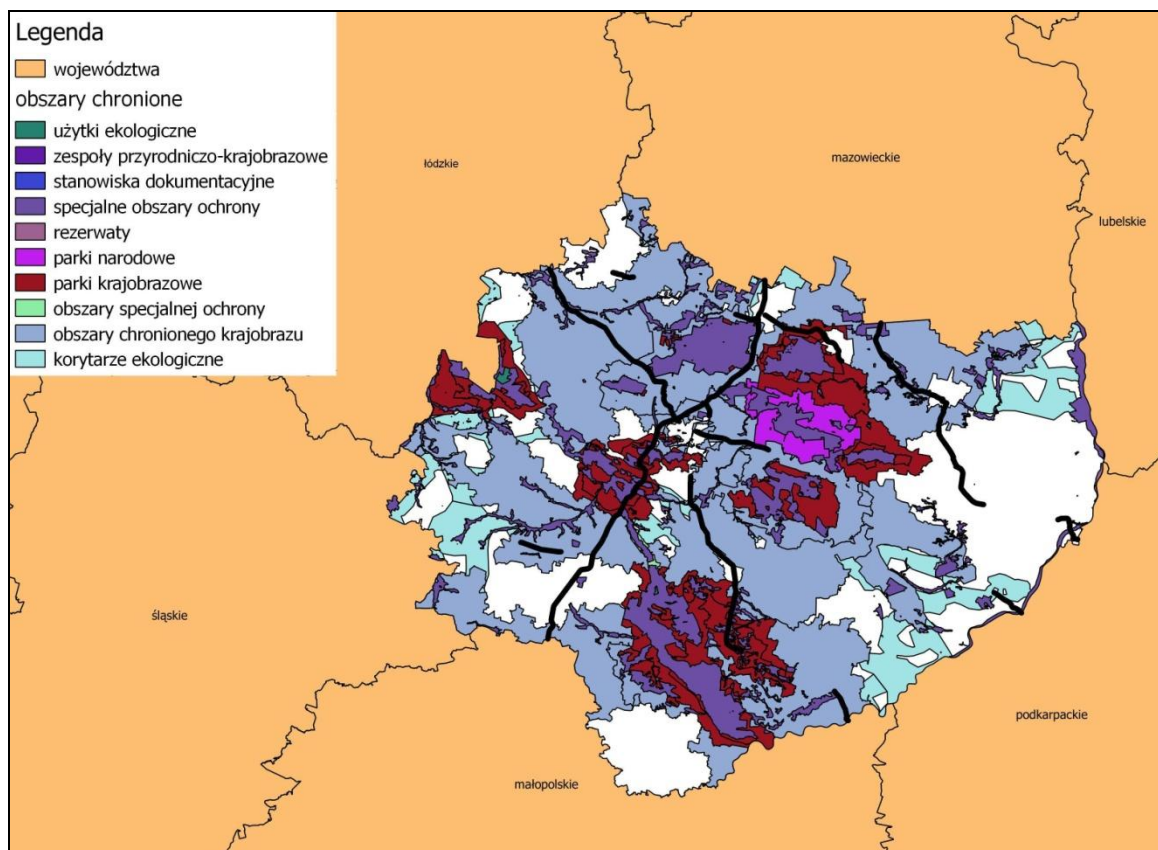 Legenda
województwa
obszary chronione
użytki ekologiczne
zespoły przyrodniczo-krajobrazowe
stanowiska dokumentacyjne
specjalne obszary ochrony
rezerwaty
parki narodowe
parki krajobrazowe
obszary specjalnej ochrony
obszary chronionego krajobrazu
korytarze ekologiczne
łódzkie
mazowieckie
lubelskie
śląskie
podkarpackie
małopolskie